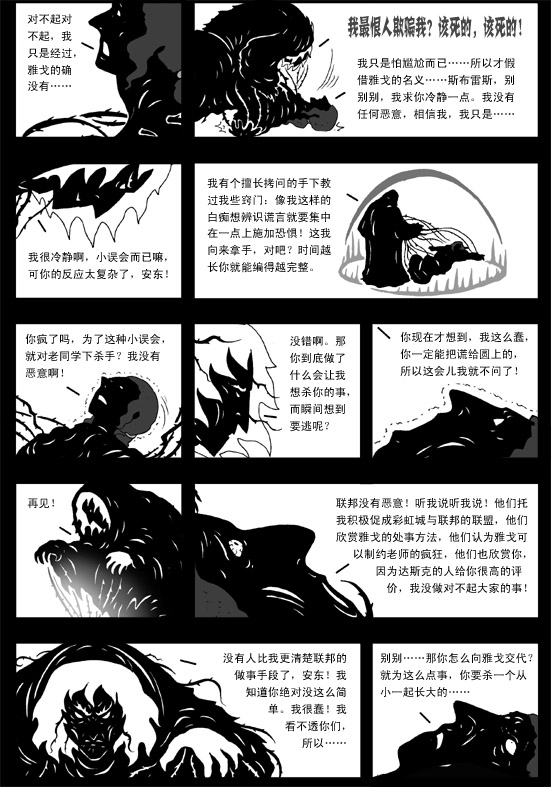 对不起对
不起，我
只是经过，
雅戈的确
没有……
我最恨人欺骗我？该死的，该死的！
我只是怕尴尬而已……所以才假
借雅戈的名义……斯布雷斯，别
别别，我求你冷静一点。我没有
任何恶意，相信我，我只是……
我很冷静啊，小误会而已嘛，
可你的反应太复杂了，安东！
我有个擅长拷问的手下教
过我些窍门：像我这样的
白痴想辨识谎言就要集中
在一点上施加恐惧！这我
向来拿手，对吧？时间越
长你就能编得越完整。
你疯了吗，为了这种小误会，
就对老同学下杀手？我没有
恶意啊！
没错啊。那
你到底做了
什么会让我
想杀你的事，
而瞬间想到
要逃呢？
你现在才想到，我这么蠢，
你一定能把谎给圆上的，
所以这会儿我就不问了！
再见！
联邦没有恶意！听我说听我说！他们托
我积极促成彩虹城与联邦的联盟，他们
欣赏雅戈的处事方法，他们认为雅戈可
以制约老师的疯狂，他们也欣赏你，
因为达斯克的人给你很高的评
价，我没做对不起大家的事！
没有人比我更清楚联邦的
做事手段了，安东！我
知道你绝对没这么简
单。我很蠢！我
看不透你们，
所以……
别别……那你怎么向雅戈交代？
就为这么点事，你要杀一个从
小一起长大的……